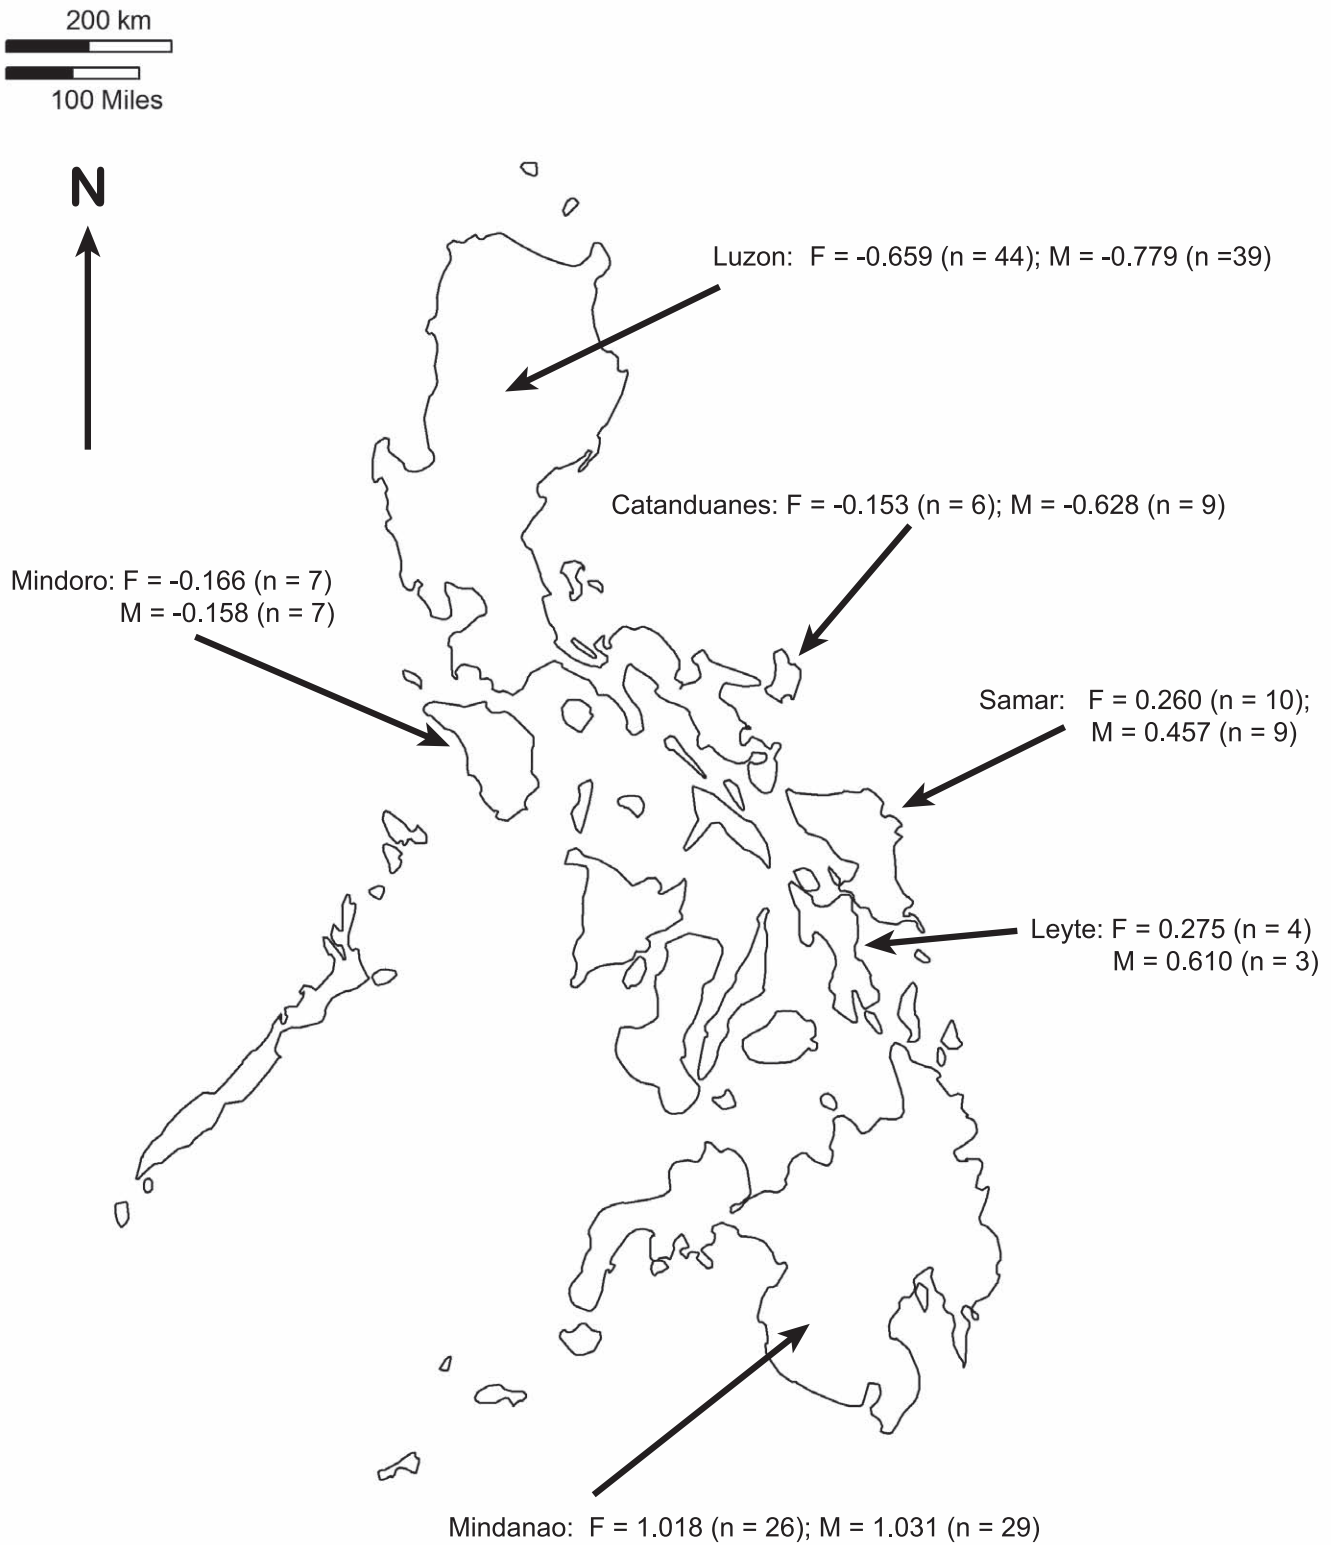 200 km
100 Miles
N
Luzon: F = -0.659 (n = 44); M = -0.779 (n =39)
Catanduanes: F = -0.153 (n = 6); M = -0.628 (n = 9)
Mindoro: F = -0.166 (n = 7)
M = -0.158 (n = 7)
Samar: F = 0.260 (n = 10);
M = 0.457 (n = 9)
Leyte: F = 0.275 (n = 4)
M = 0.610 (n = 3)
Mindanao: F = 1.018 (n = 26); M = 1.031 (n = 29)